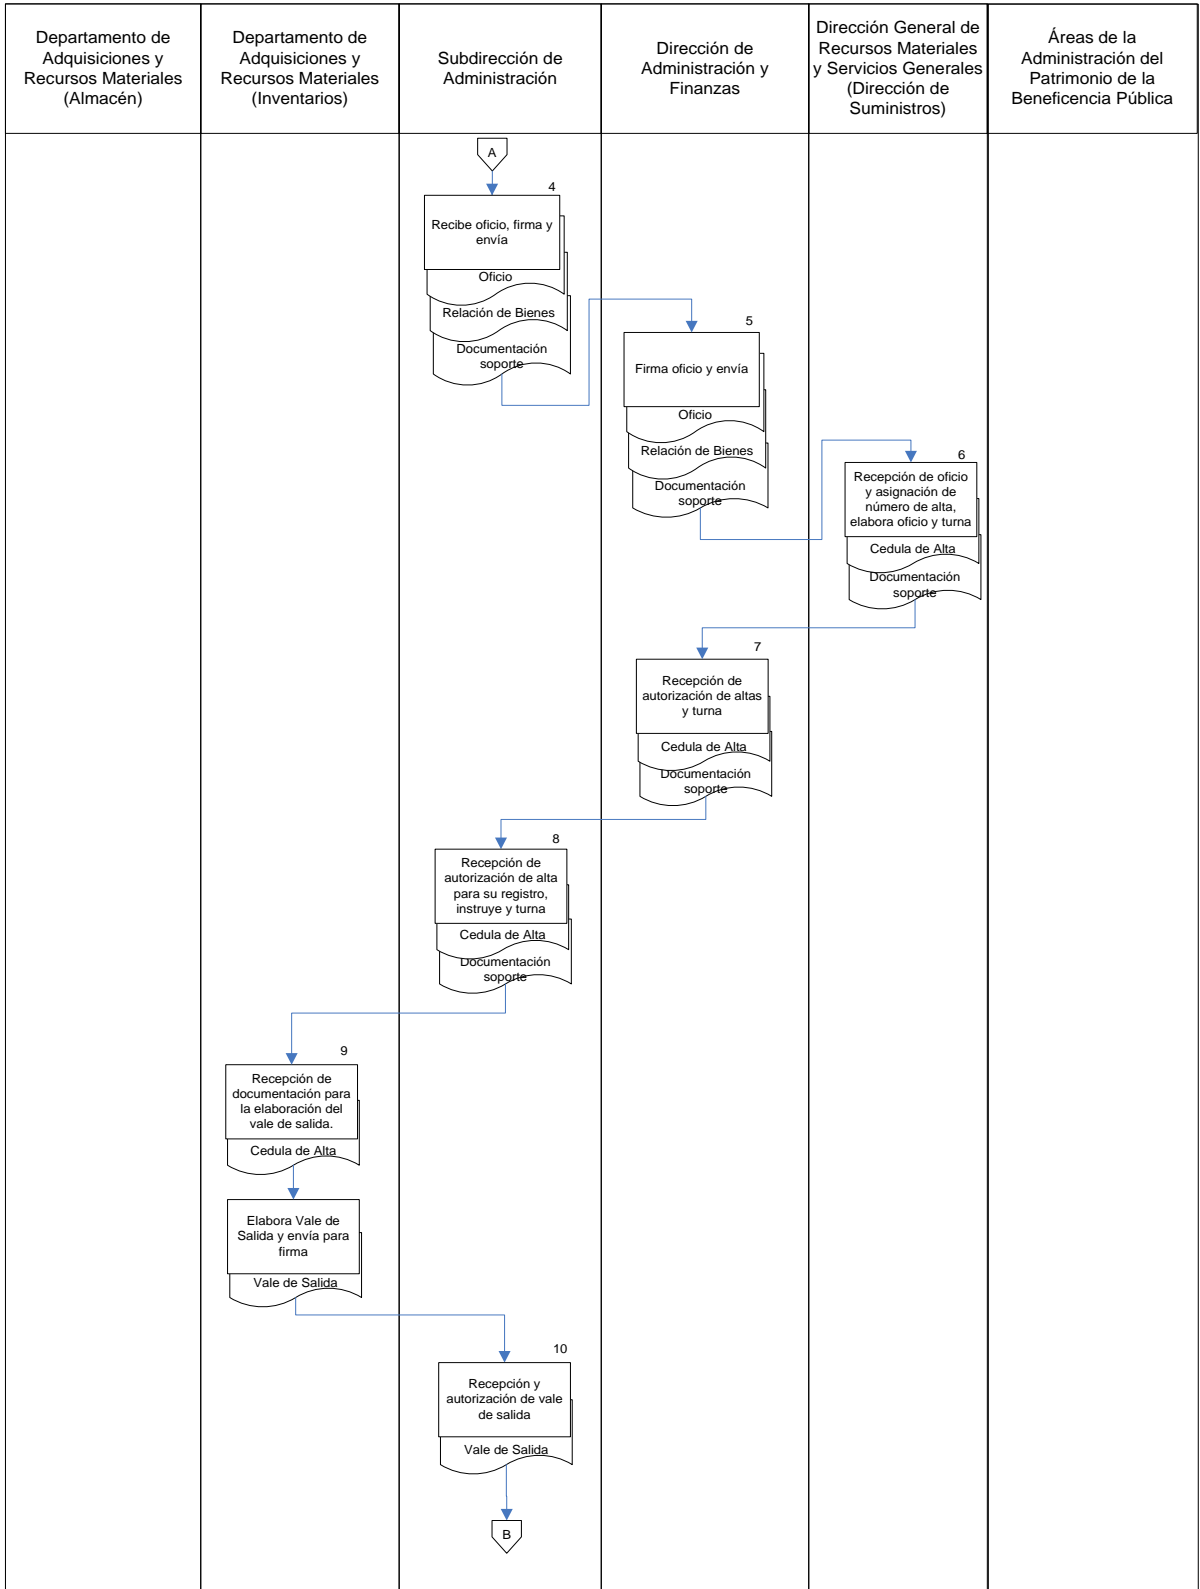 Departamento de
Adquisiciones y
Recursos Materiales
(Almacén)
Departamento de
Adquisiciones y
Recursos Materiales
(Inventarios)
Subdirección de
Administración
Dirección de
Administración y
Finanzas
Dirección General de
Recursos Materiales
y Servicios Generales
(Dirección de
Suministros)
Áreas de la
Administración del
Patrimonio de la
Beneficencia Pública
A
4
Recibe oficio, firma y
envía
Oficio
Relación de Bienes
Documentación
soporte
5
Firma oficio y envía
Oficio
Relación de Bienes
Documentación
soporte
6
Recepción de oficio
y asignación de
número de alta,
elabora oficio y turna
Cedula de Alta
Documentación
soporte
7
Recepción de
autorización de altas
y turna
Cedula de Alta
Documentación
soporte
8
Recepción de
autorización de alta
para su registro,
instruye y turna
Cedula de Alta
Documentación
soporte
9
Recepción de
documentación para
la elaboración del
vale de salida.
Cedula de Alta
Elabora Vale de
Salida y envía para
firma
Vale de Salida
10
Recepción y
autorización de vale
de salida
Vale de Salida
B